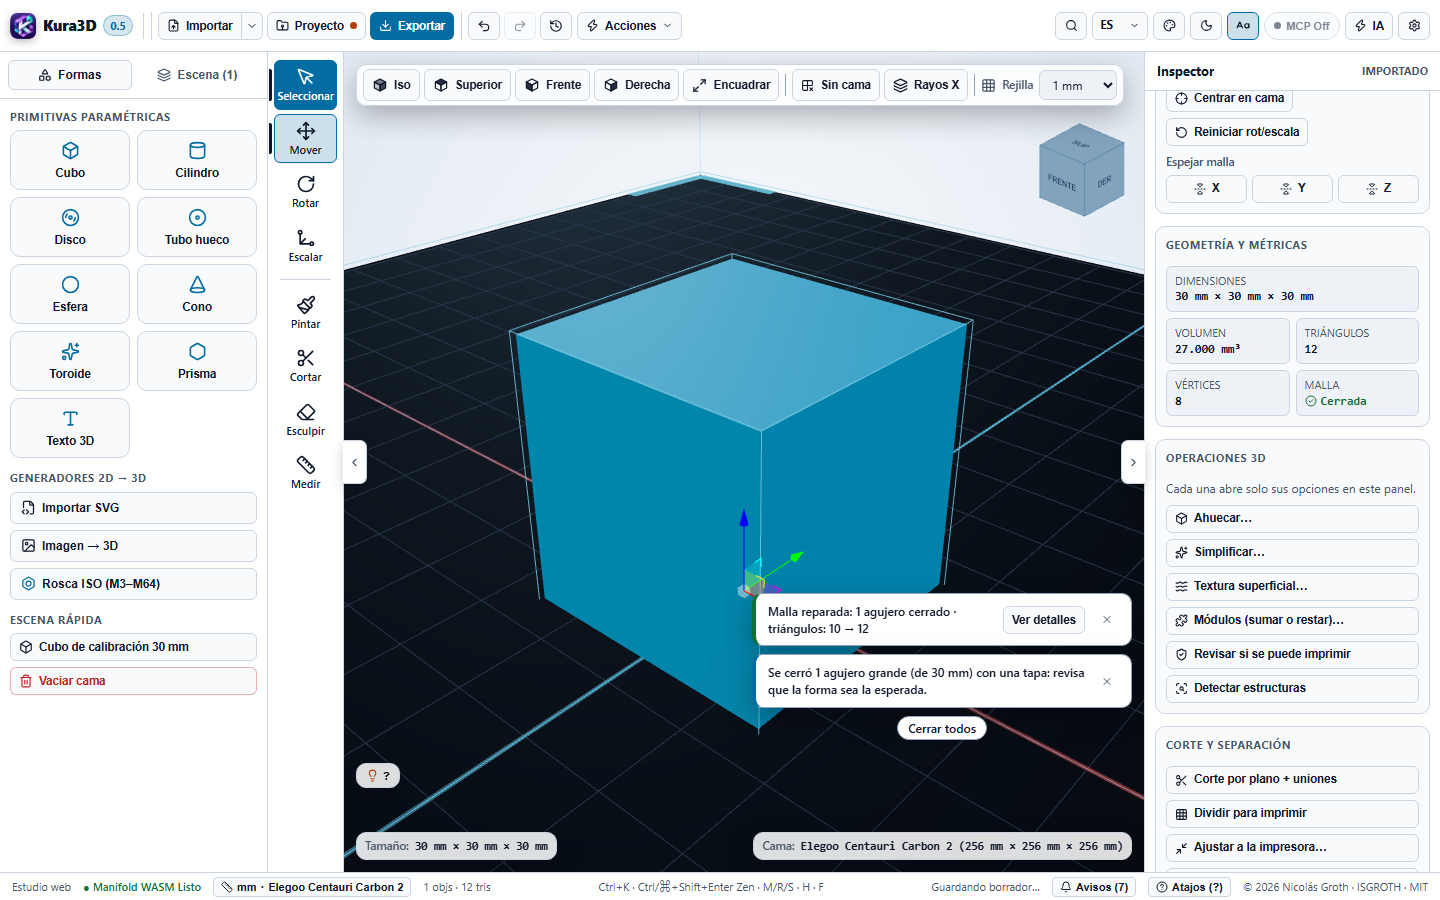 Kura3D 0.5 Importar Proyecto Exportar Acciones ES Aa MCP Off IA
Formas Escena (1)
PRIMITIVAS PARAMÉTRICAS
Cubo Cilindro
Disco Tubo hueco
Esfera Cono
Toroide Prisma
Texto 3D
GENERADORES 2D → 3D
Importar SVG
Imagen → 3D
Rosca ISO (M3–M64)
ESCENA RÁPIDA
Cubo de calibración 30 mm
Vaciar cama
Seleccionar
Mover
Rotar
Escalar
Pintar
Cortar
Esculpir
Medir
Iso Superior Frente Derecha Encuadrar Sin cama Rayos X Rejilla 1 mm
SUP
FRENTE DER
Malla reparada: 1 agujero cerrado ·
triángulos: 10 → 12
Ver detalles
Se cerró 1 agujero grande (de 30 mm) con una tapa: revisa
que la forma sea la esperada.
Cerrar todos
?
Tamaño: 30 mm × 30 mm × 30 mm
Cama: Elegoo Centauri Carbon 2 (256 mm × 256 mm × 256 mm)
Inspector IMPORTADO
Centrar en cama
Reiniciar rot/escala
Espejar malla
X Y Z
GEOMETRÍA Y MÉTRICAS
DIMENSIONES
30 mm × 30 mm × 30 mm
VOLUMEN
27.000 mm³
TRIÁNGULOS
12
VÉRTICES
8
MALLA
Cerrada
OPERACIONES 3D
Cada una abre solo sus opciones en este panel.
Ahuecar...
Simplificar...
Textura superficial...
Módulos (sumar o restar)...
Revisar si se puede imprimir
Detectar estructuras
CORTE Y SEPARACIÓN
Corte por plano + uniones
Dividir para imprimir
Ajustar a la impresora...
Estudio web ● Manifold WASM Listo mm · Elegoo Centauri Carbon 2 1 objs · 12 tris Ctrl+K · Ctrl/⌘+Shift+Enter Zen · M/R/S · H · F Guardando borrador... Avisos (7) Atajos (?) © 2026 Nicolás Groth · ISGROTH · MIT